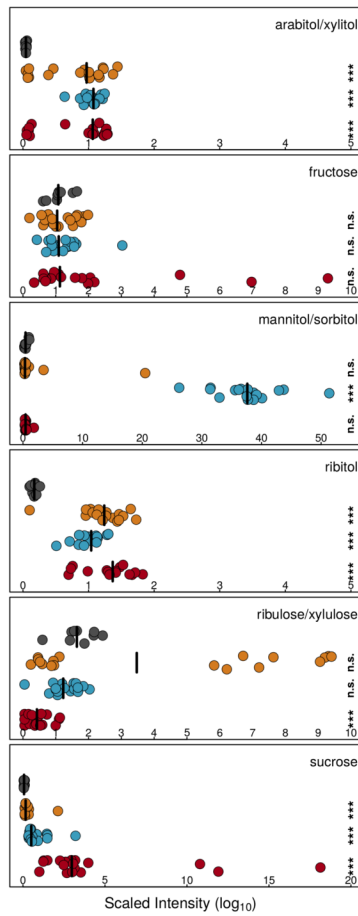 arabitol/xylitol
***
***
***
0 1 2 3 4 5
fructose
n.s.
n.s.
n.s.
0 1 2 3 4 5 6 7 8 9 10
mannitol/sorbitol
n.s.
***
n.s.
0 10 20 30 40 50
ribitol
***
***
***
0 1 2 3 4 5
ribulose/xylulose
n.s.
n.s.
***
0 1 2 3 4 5 6 7 8 9 10
sucrose
***
***
***
0 5 10 15 20
Scaled Intensity (log10)